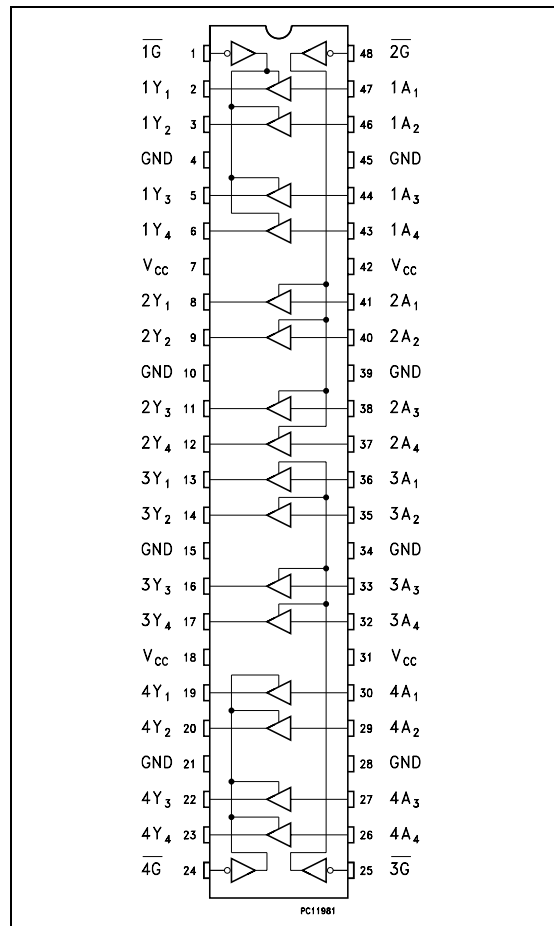 1G 1 48 2G
1Y1 2 47 1A1
1Y2 3 46 1A2
GND 4 45 GND
1Y3 5 44 1A3
1Y4 6 43 1A4
VCC 7 42 VCC
2Y1 8 41 2A1
2Y2 9 40 2A2
GND 10 39 GND
2Y3 11 38 2A3
2Y4 12 37 2A4
3Y1 13 36 3A1
3Y2 14 35 3A2
GND 15 34 GND
3Y3 16 33 3A3
3Y4 17 32 3A4
VCC 18 31 VCC
4Y1 19 30 4A1
4Y2 20 29 4A2
GND 21 28 GND
4Y3 22 27 4A3
4Y4 23 26 4A4
4G 24 25 3G
PC11981